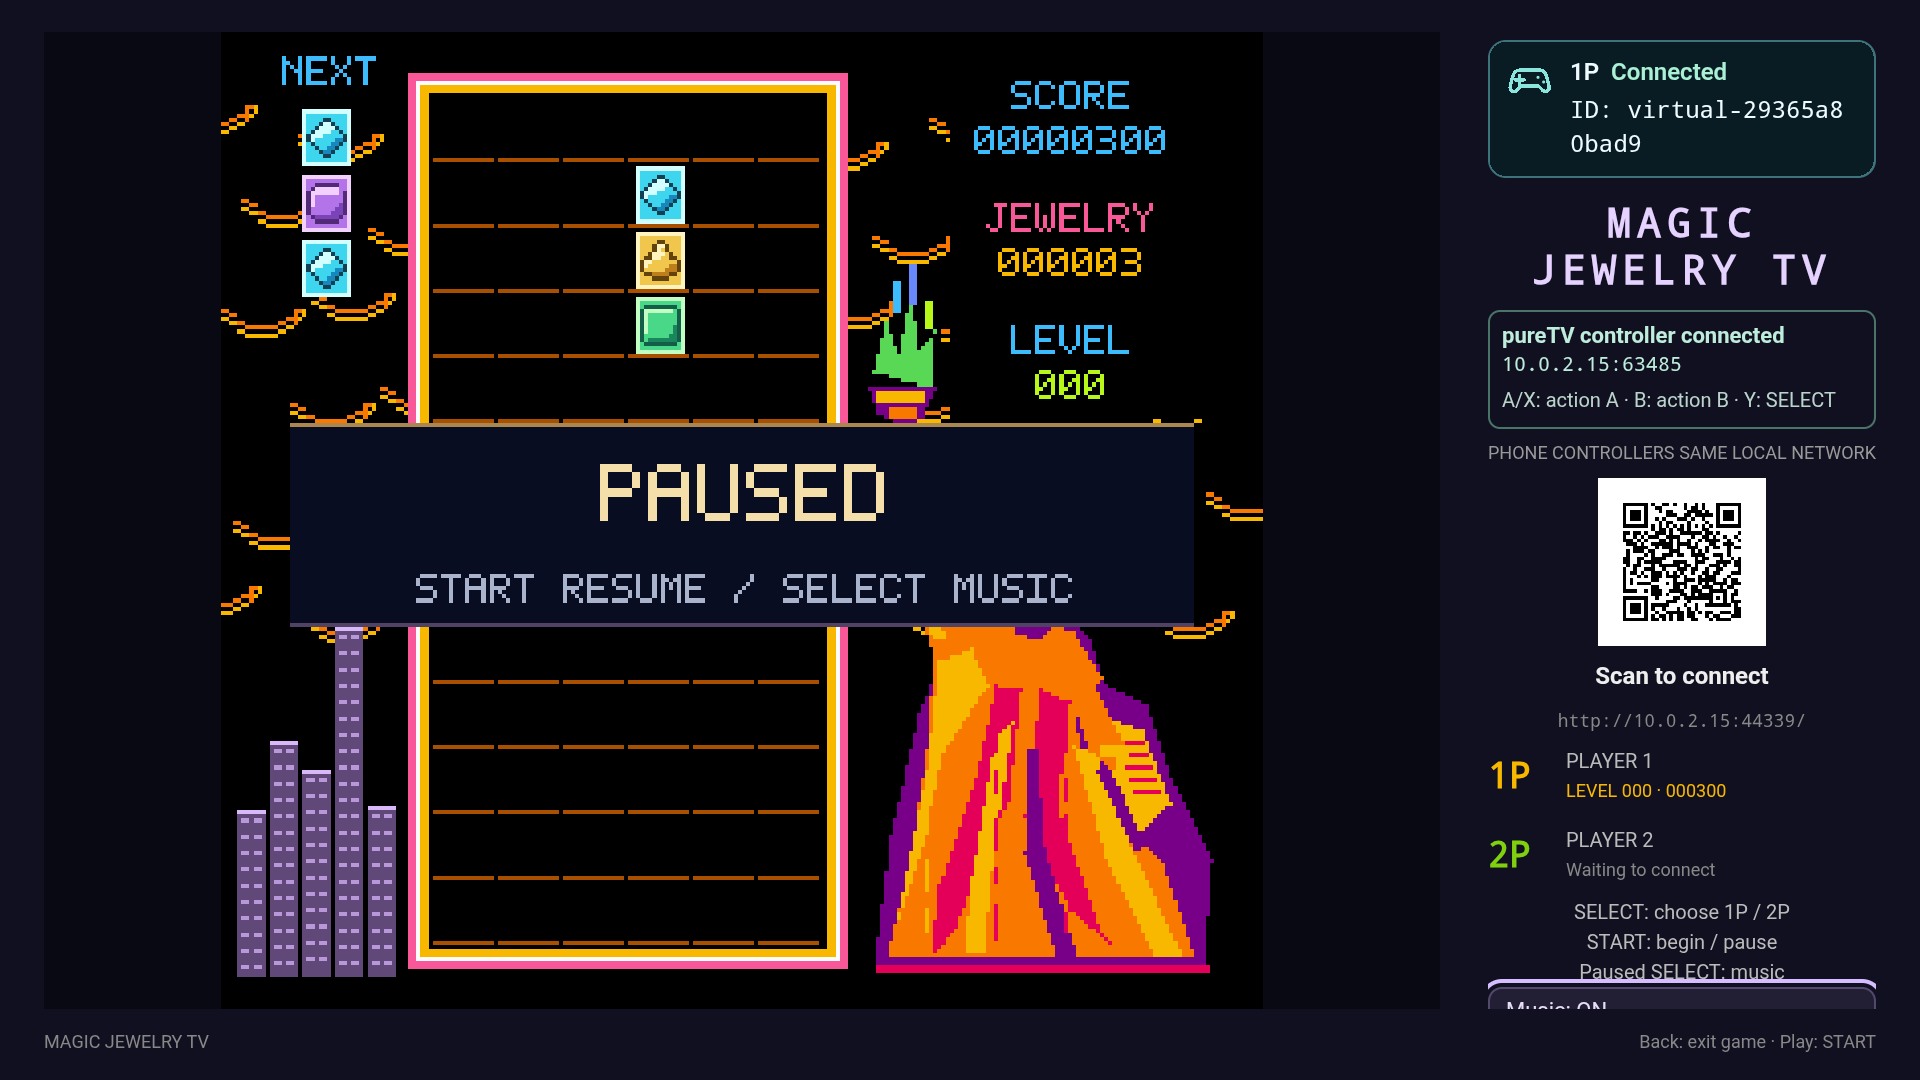 NEXT
SCORE
00000300
JEWELRY
000003
LEVEL
000
PAUSED
START RESUME / SELECT MUSIC
1P Connected
ID: virtual-29365a8
0bad9
MAGIC
JEWELRY TV
pureTV controller connected
10.0.2.15:63485
A/X: action A · B: action B · Y: SELECT
PHONE CONTROLLERS SAME LOCAL NETWORK
Scan to connect
http://10.0.2.15:44339/
1P
PLAYER 1
LEVEL 000 · 000300
2P
PLAYER 2
Waiting to connect
SELECT: choose 1P / 2P
START: begin / pause
Paused SELECT: music
Music: ON
MAGIC JEWELRY TV
Back: exit game · Play: START